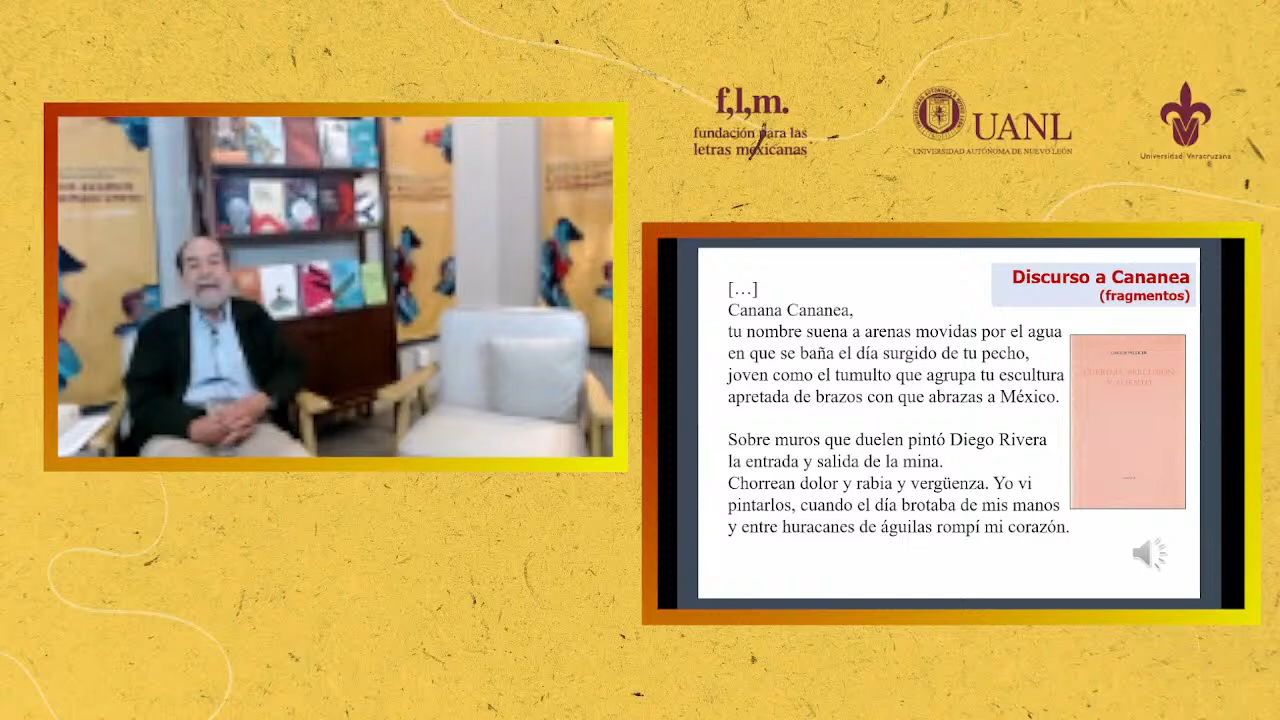 f,l,m.
fundación para las
letras mexicanas
UANL
UNIVERSIDAD AUTÓNOMA DE NUEVO LEÓN
Universidad Veracruzana
Discurso a Cananea
(fragmentos)
[…]
Canana Cananea,
tu nombre suena a arenas movidas por el agua
en que se baña el día surgido de tu pecho,
joven como el tumulto que agrupa tu escultura
apretada de brazos con que abrazas a México.
Sobre muros que duelen pintó Diego Rivera
la entrada y salida de la mina.
Chorrean dolor y rabia y vergüenza. Yo vi
pintarlos, cuando el día brotaba de mis manos
y entre huracanes de águilas rompí mi corazón.